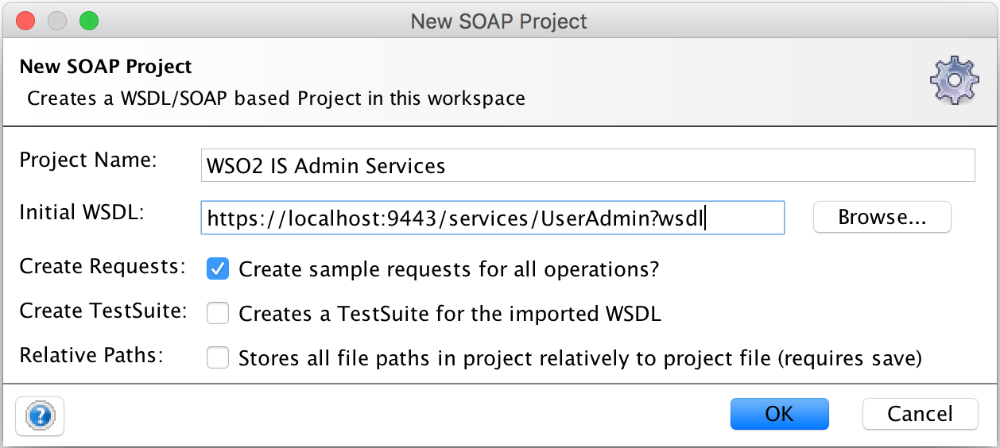 New SOAP Project
New SOAP Project
Creates a WSDL/SOAP based Project in this workspace
Project Name: WSO2 IS Admin Services
Initial WSDL: https://localhost:9443/services/UserAdmin?wsdl Browse...
Create Requests: Create sample requests for all operations?
Create TestSuite: Creates a TestSuite for the imported WSDL
Relative Paths: Stores all file paths in project relatively to project file (requires save)
? OK Cancel